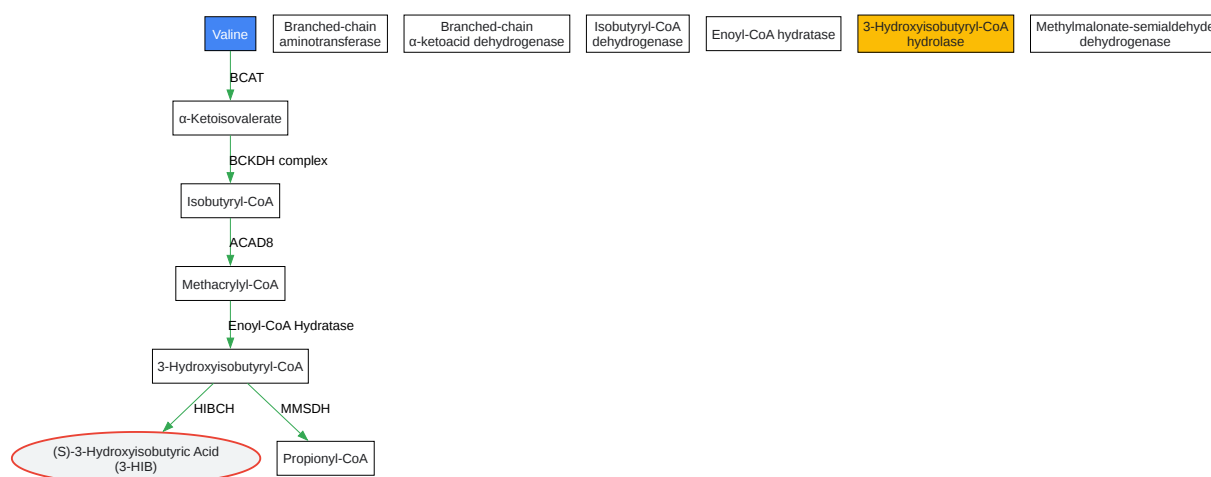 Valine
Branched-chain
aminotransferase
Branched-chain
α-ketoacid dehydrogenase
Isobutyryl-CoA
dehydrogenase
Enoyl-CoA hydratase
3-Hydroxyisobutyryl-CoA
hydrolase
Methylmalonate-semialdehyde
dehydrogenase
BCAT
α-Ketoisovalerate
BCKDH complex
Isobutyryl-CoA
ACAD8
Methacrylyl-CoA
Enoyl-CoA Hydratase
3-Hydroxyisobutyryl-CoA
HIBCH
MMSDH
(S)-3-Hydroxyisobutyric Acid
(3-HIB)
Propionyl-CoA